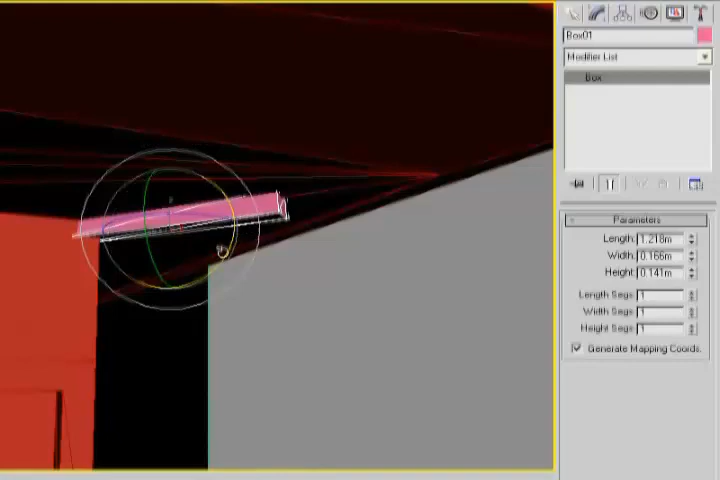 Box01
Modifier List
Box
Parameters
Length: 1.218m
Width: 0.166m
Height: 0.141m
Length Segs: 1
Width Segs: 1
Height Segs: 1
Generate Mapping Coords.